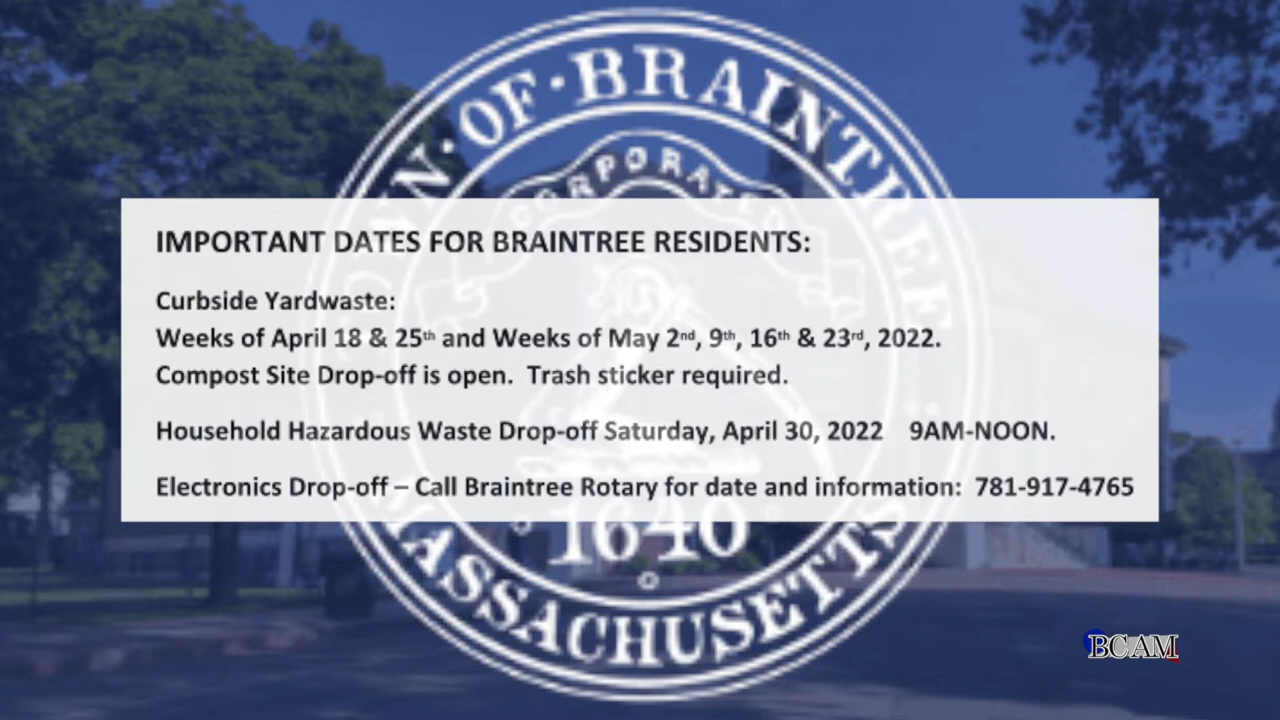 TOWN·OF·BRAINTREE
INCORPORATED
IMPORTANT DATES FOR BRAINTREE RESIDENTS:
Curbside Yardwaste:
Weeks of April 18 & 25th and Weeks of May 2nd, 9th, 16th & 23rd, 2022.
Compost Site Drop-off is open.  Trash sticker required.
Household Hazardous Waste Drop-off Saturday, April 30, 2022    9AM-NOON.
Electronics Drop-off – Call Braintree Rotary for date and information:  781-917-4765
1640
MASSACHUSETTS
BCAM